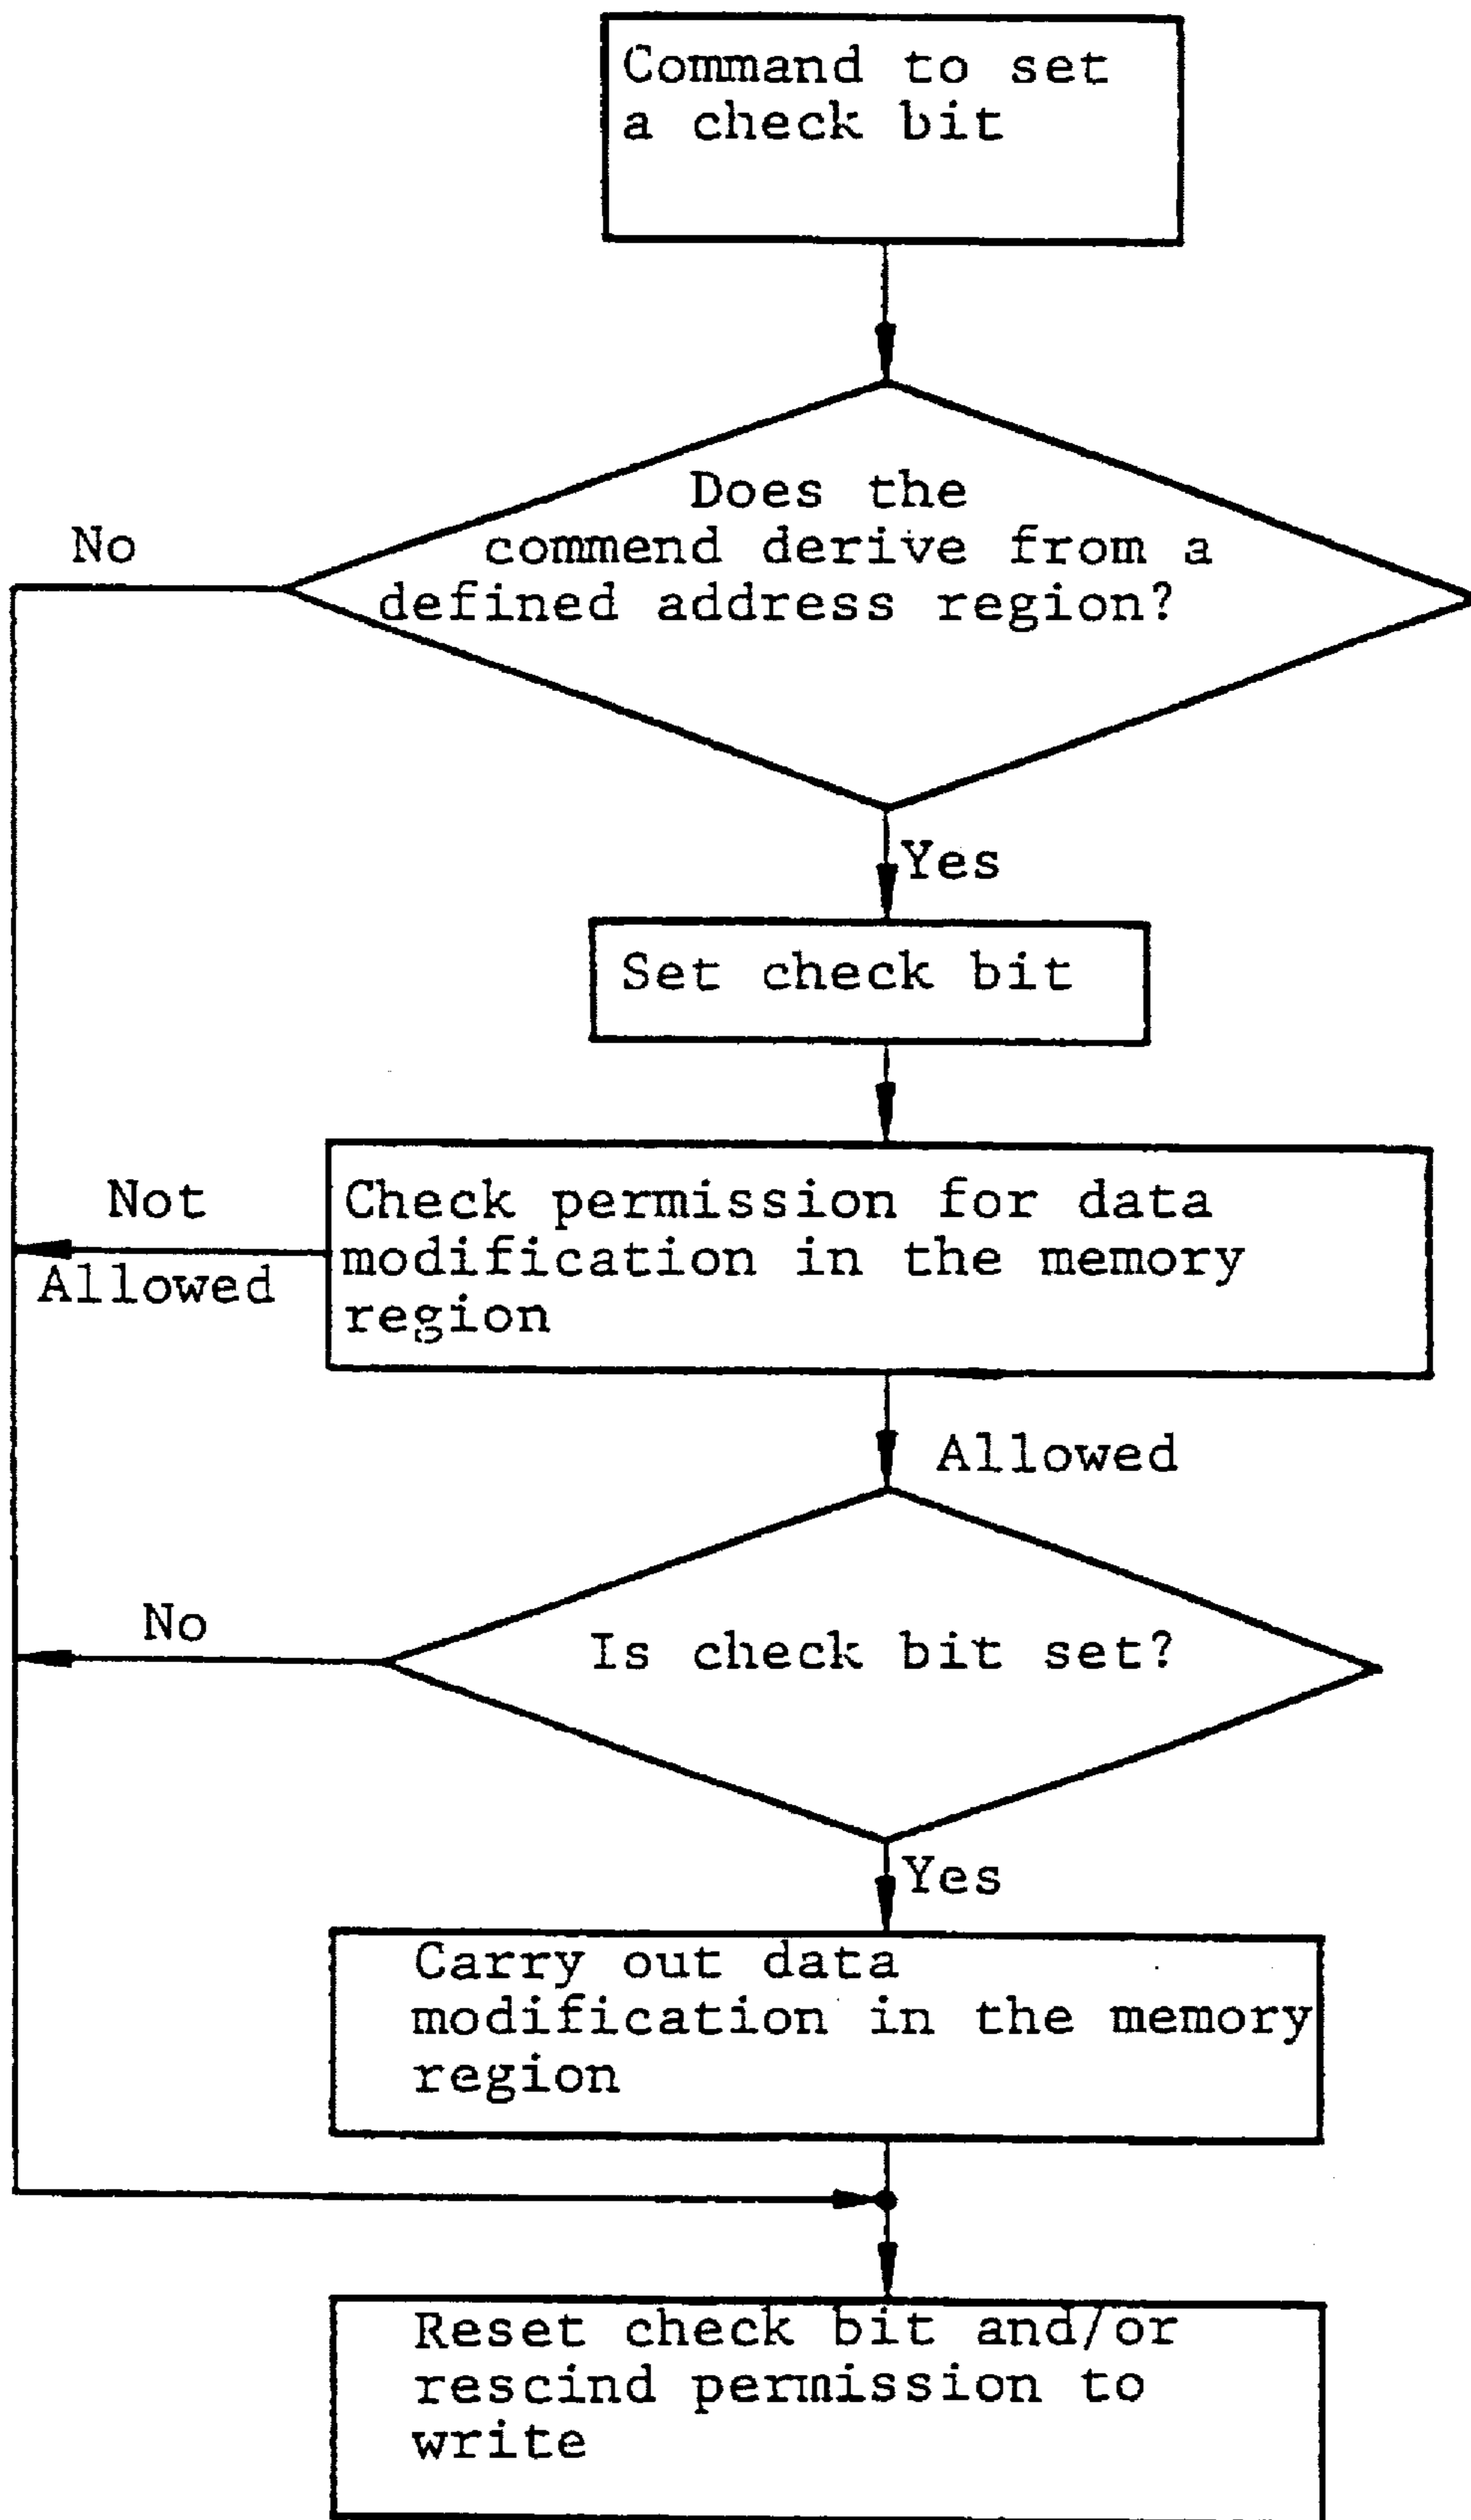 Command to set
a check bit
Does the
commend derive from a
defined address region?
No
Yes
Set check bit
Check permission for data
modification in the memory
region
Not
Allowed
Allowed
Is check bit set?
No
Yes
Carry out data
modification in the memory
region
Reset check bit and/or
rescind permission to
write